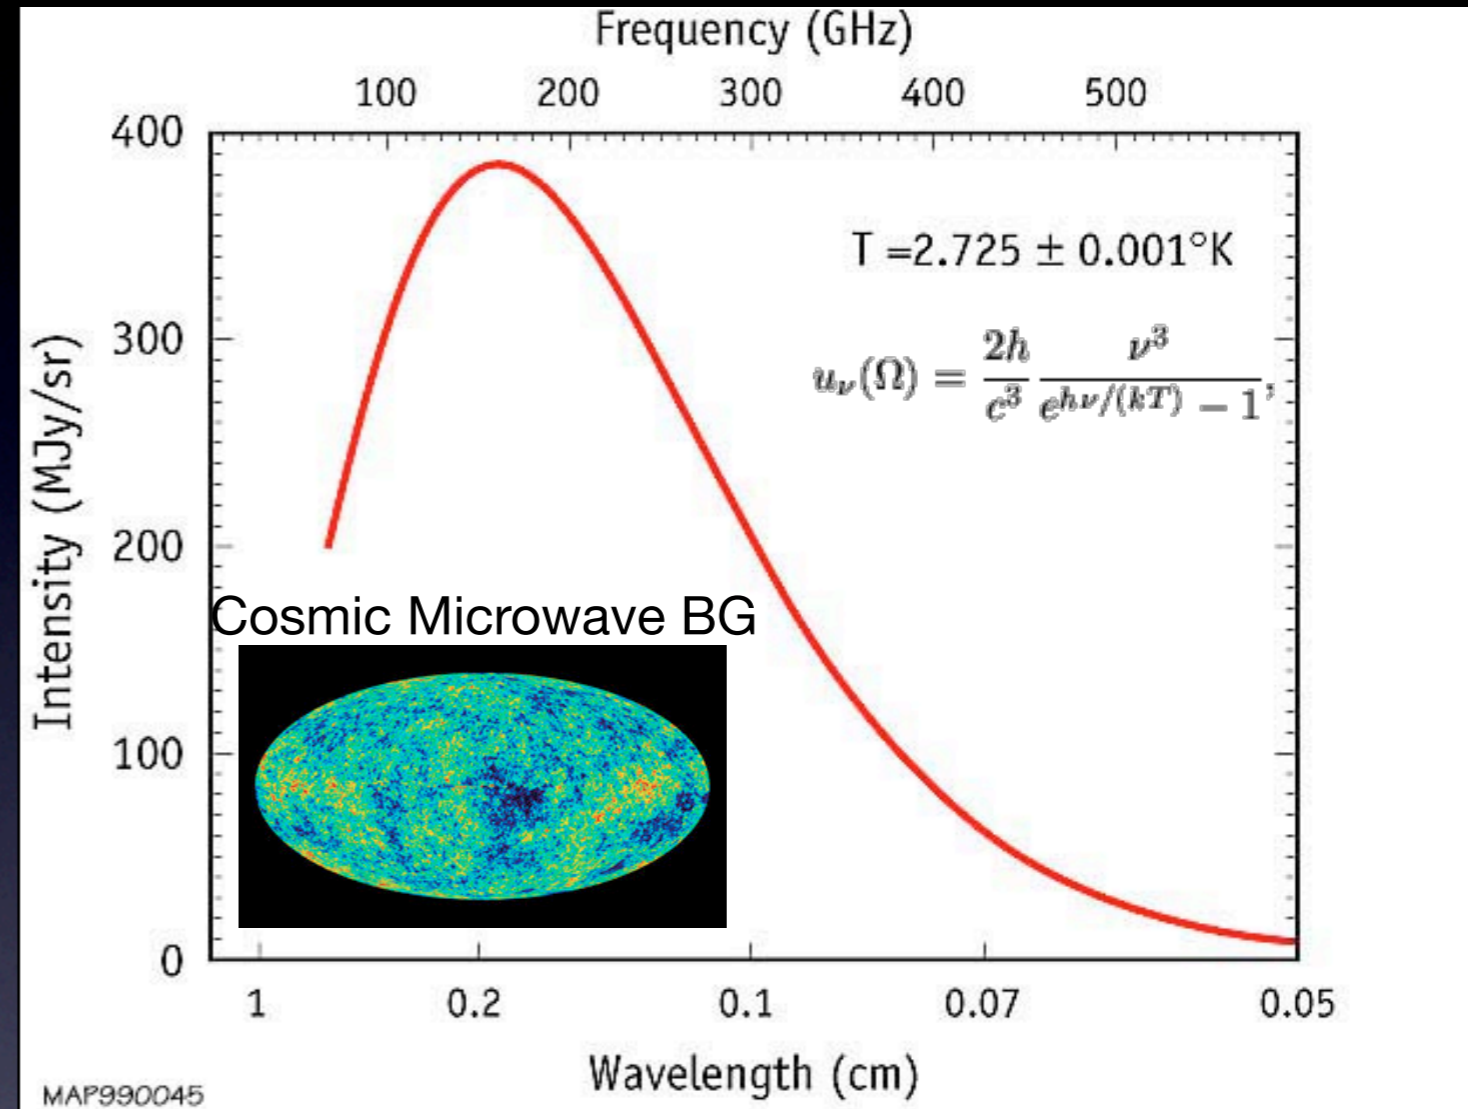 Frequency (GHz)
100 200 300 400 500
400
300
200
100
0
Intensity (MJy/sr)
T =2.725 ± 0.001°K
u_ν(Ω) = 2h/c³ ν³/(e^{hν/(kT)} − 1),
Cosmic Microwave BG
1 0.2 0.1 0.07 0.05
Wavelength (cm)
MAP990045